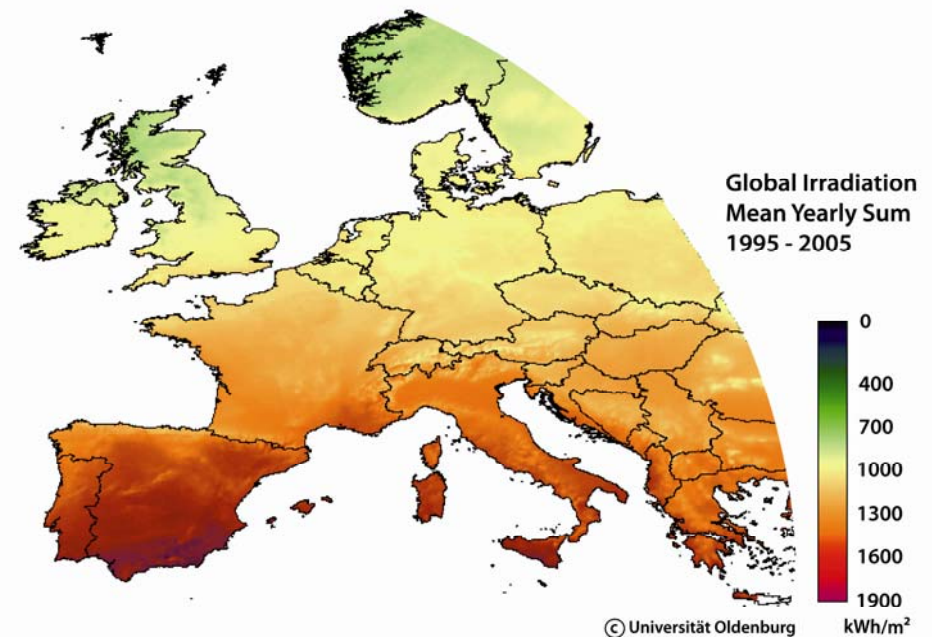 Global Irradiation
Mean Yearly Sum
1995 - 2005
0
400
700
1000
1300
1600
1900
kWh/m²
© Universität Oldenburg